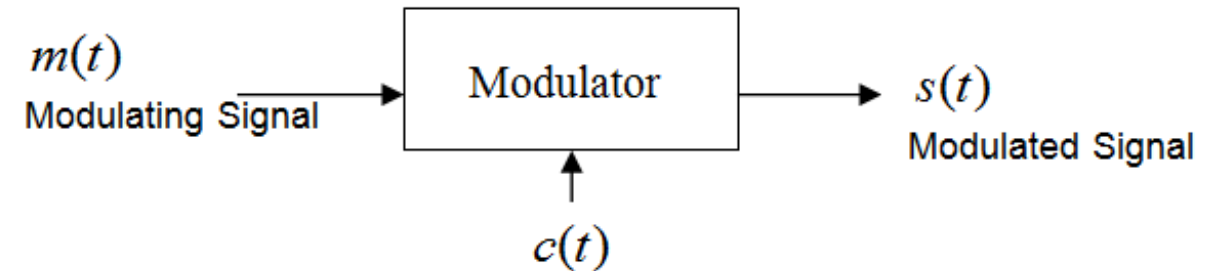 m(t)
Modulating Signal
Modulator
s(t)
Modulated Signal
c(t)